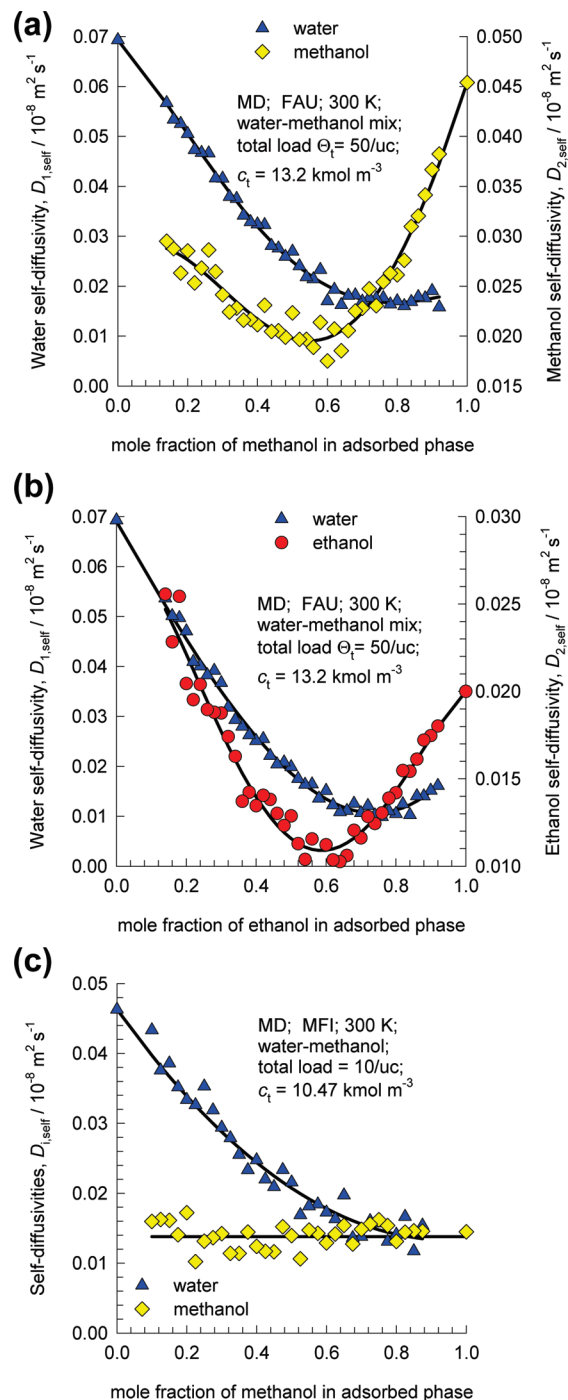 (a)
water
methanol
MD; FAU; 300 K;
water-methanol mix;
total load Θt= 50/uc;
ct = 13.2 kmol m-3
Water self-diffusivity, D1,self / 10-8 m2 s-1
0.07
0.06
0.05
0.04
0.03
0.02
0.01
0.00
Methanol self-diffusivity, D2,self / 10-8 m2 s-1
0.050
0.045
0.040
0.035
0.030
0.025
0.020
0.015
0.0 0.2 0.4 0.6 0.8 1.0
mole fraction of methanol in adsorbed phase
(b)
water
ethanol
MD; FAU; 300 K;
water-methanol mix;
total load Θt= 50/uc;
ct = 13.2 kmol m-3
Water self-diffusivity, D1,self / 10-8 m2 s-1
0.07
0.06
0.05
0.04
0.03
0.02
0.01
0.00
Ethanol self-diffusivity, D2,self / 10-8 m2 s-1
0.030
0.025
0.020
0.015
0.010
0.0 0.2 0.4 0.6 0.8 1.0
mole fraction of ethanol in adsorbed phase
(c)
MD; MFI; 300 K;
water-methanol;
total load = 10/uc;
ct = 10.47 kmol m-3
Self-diffusivities, Di,self / 10-8 m2 s-1
0.05
0.04
0.03
0.02
0.01
0.00
water
methanol
0.0 0.2 0.4 0.6 0.8 1.0
mole fraction of methanol in adsorbed phase